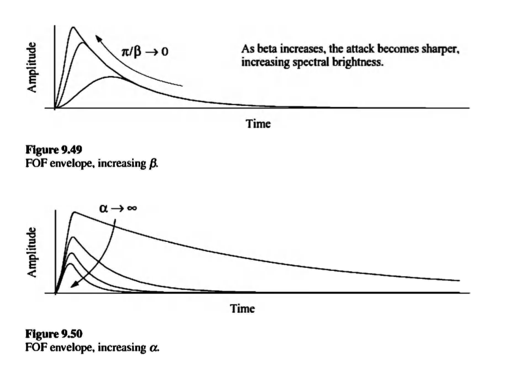 π/β → 0
As beta increases, the attack becomes sharper,
increasing spectral brightness.
Amplitude
Time
Figure 9.49
FOF envelope, increasing β.
α → ∞
Amplitude
Time
Figure 9.50
FOF envelope, increasing α.